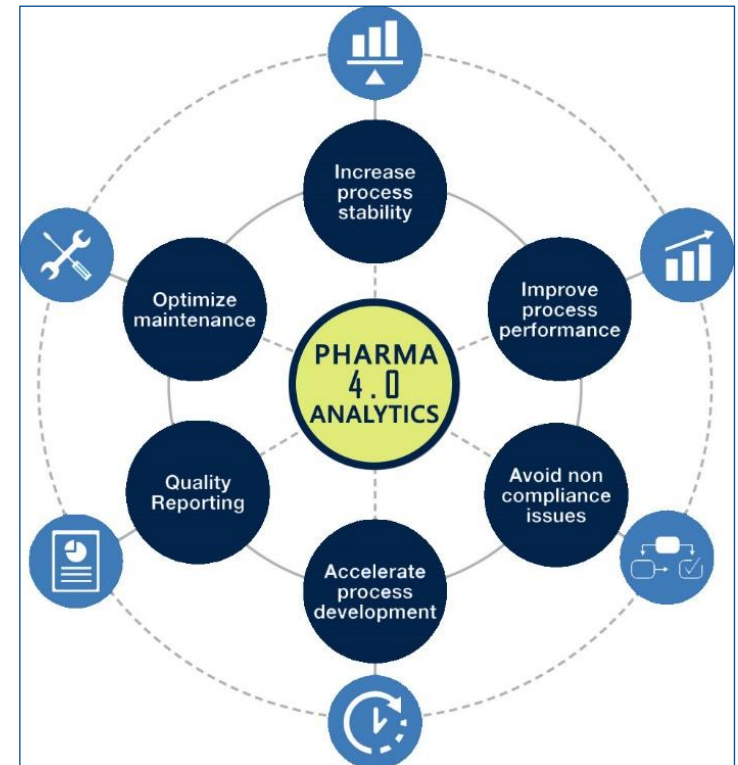 Increase
process
stability
Improve
process
performance
Avoid non
compliance
issues
Accelerate
process
development
Quality
Reporting
Optimize
maintenance
PHARMA
4.0
ANALYTICS